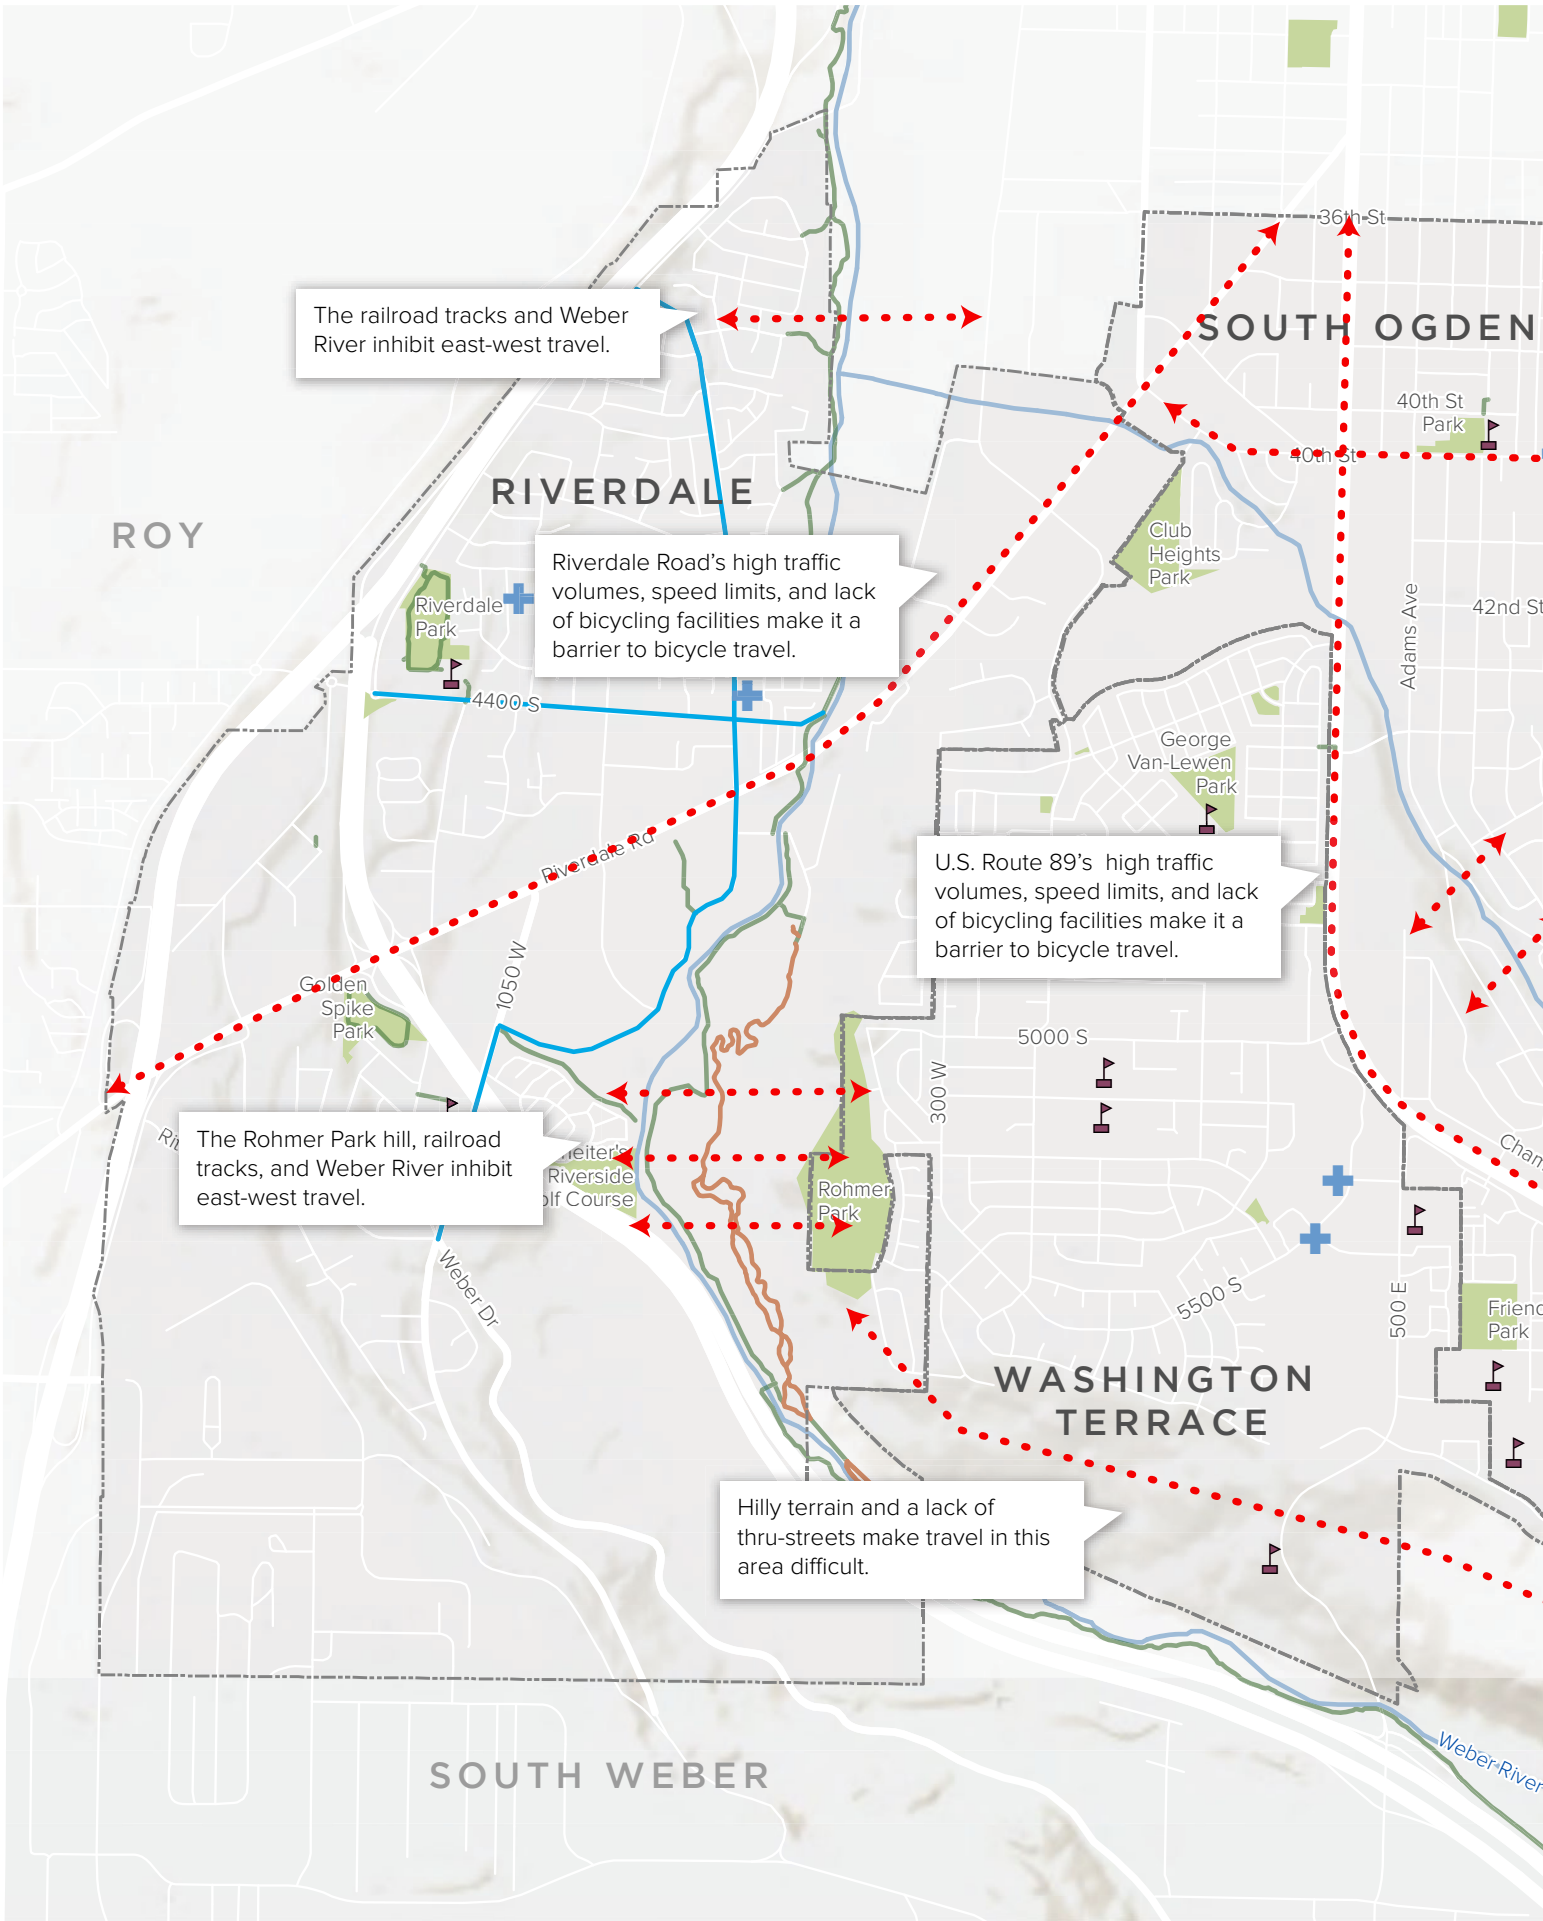 36th St
The railroad tracks and Weber
River inhibit east-west travel.
SOUTH OGDEN
40th St
Park
40th St
RIVERDALE
ROY
Club
Heights
Park
Riverdale Road's high traffic
volumes, speed limits, and lack
of bicycling facilities make it a
barrier to bicycle travel.
Riverdale
Park
Adams Ave
42nd St
4400 S
George
Van-Lewen
Park
Riverdale Rd
U.S. Route 89's high traffic
volumes, speed limits, and lack
of bicycling facilities make it a
barrier to bicycle travel.
1050 W
Golden
Spike
Park
5000 S
300 W
The Rohmer Park hill, railroad
tracks, and Weber River inhibit
east-west travel.
Riverside
olf Course
Rohmer
Park
Cham
Weber Dr
5500 S
500 E
Friend
Park
WASHINGTON
TERRACE
Hilly terrain and a lack of
thru-streets make travel in this
area difficult.
Weber River
SOUTH WEBER